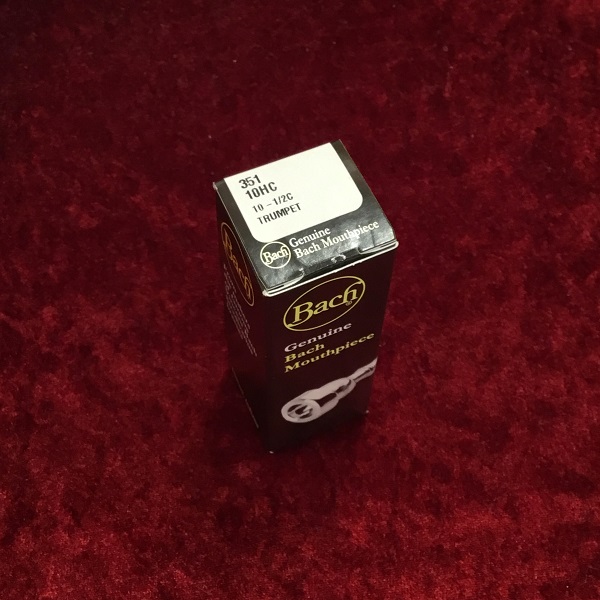 351
10HC
10 - 1/2C
TRUMPET
Bach
Genuine
Bach Mouthpiece
Bach
Genuine
Bach
Mouthpiece